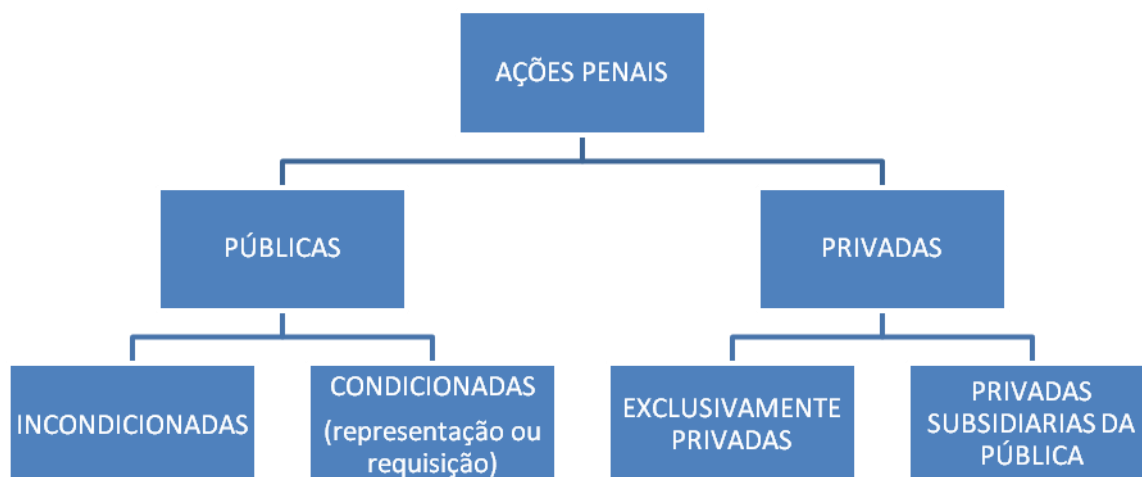 AÇÕES PENAIS
PÚBLICAS
PRIVADAS
INCONDICIONADAS
CONDICIONADAS
(representação ou
requisição)
EXCLUSIVAMENTE
PRIVADAS
PRIVADAS
SUBSIDIARIAS DA
PÚBLICA